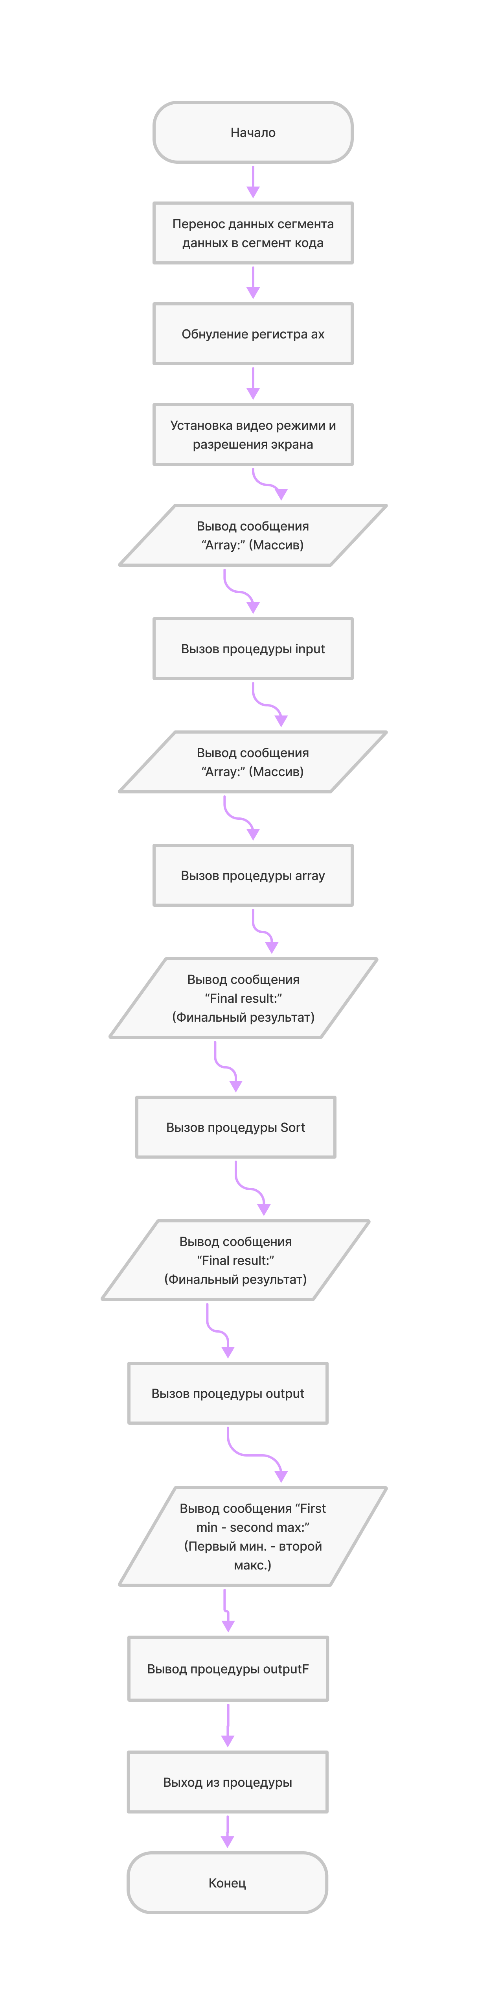 Начало
Перенос данных сегмента
данных в сегмент кода
Обнуление регистра ax
Установка видео режими и
разрешения экрана
Вывод сообщения
“Array:” (Массив)
Вызов процедуры input
Вывод сообщения
“Array:” (Массив)
Вызов процедуры array
Вывод сообщения
“Final result:”
(Финальный результат)
Вызов процедуры Sort
Вывод сообщения
“Final result:”
(Финальный результат)
Вызов процедуры output
Вывод сообщения “First
min - second max:”
(Первый мин. - второй
макс.)
Вывод процедуры outputF
Выход из процедуры
Конец